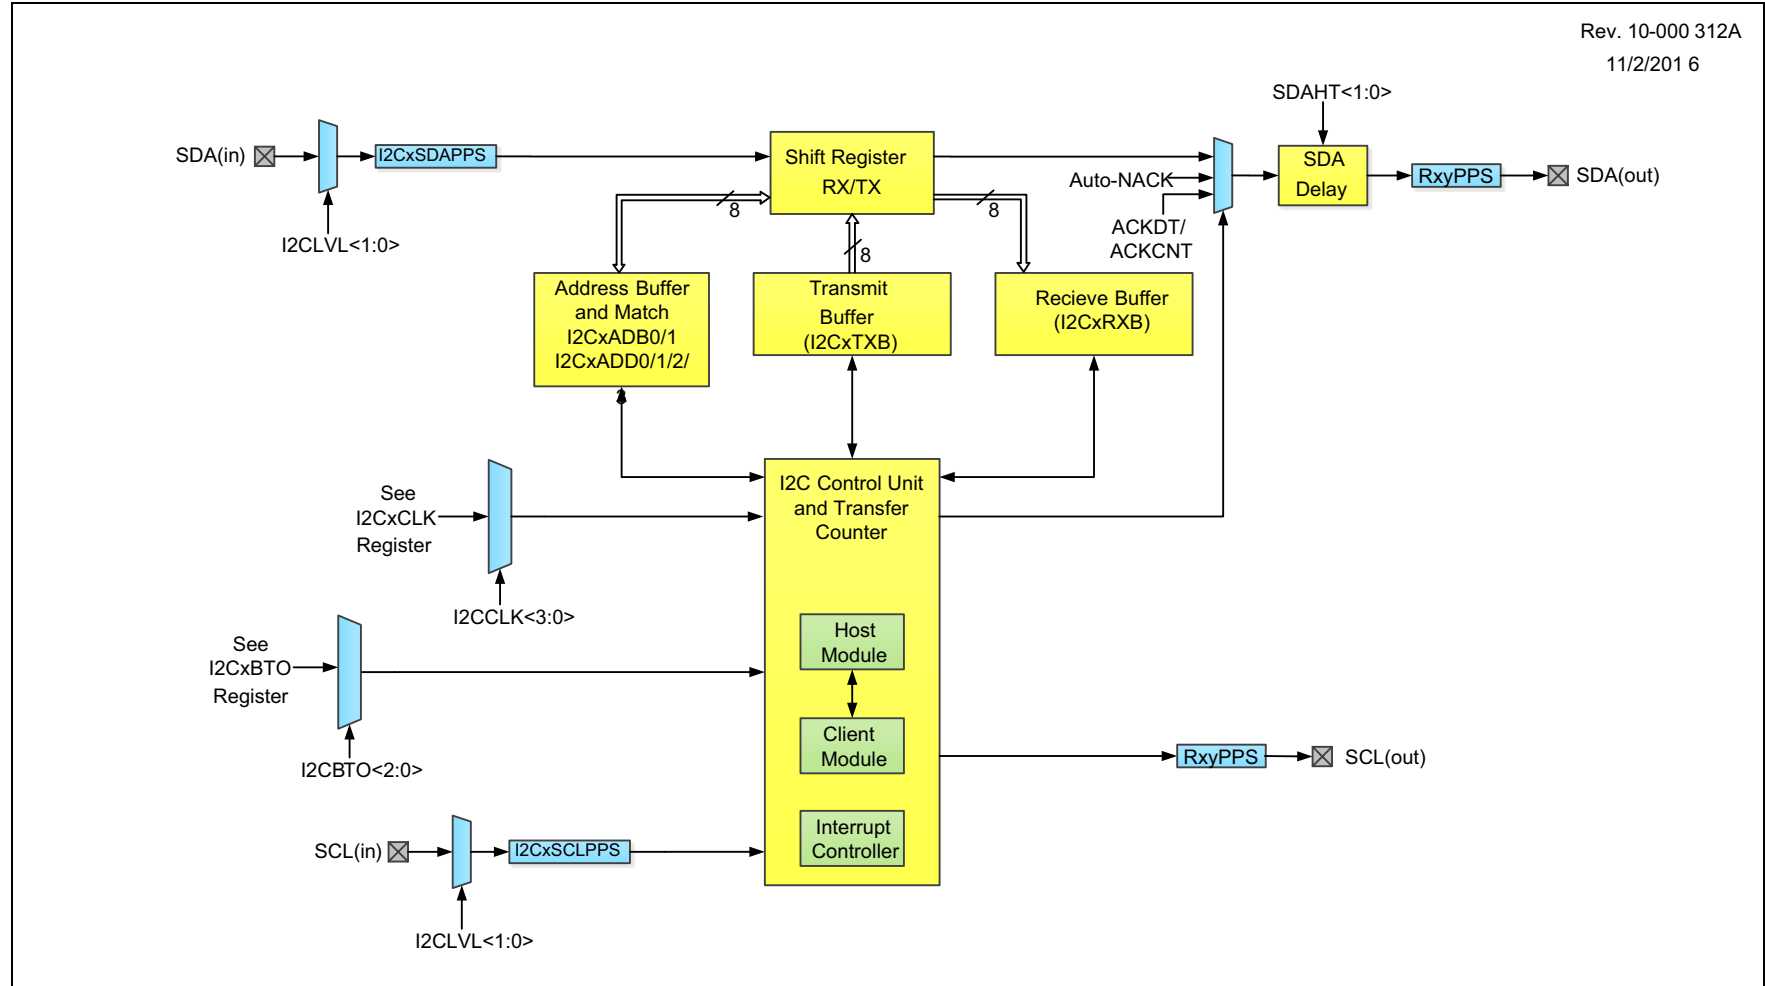 Rev. 10-000 312A
11/2/201 6
SDAHT<1:0>
SDA(in)
I2CxSDAPPS
I2CLVL<1:0>
Shift Register
RX/TX
8
8
8
Auto-NACK
ACKDT/
ACKCNT
SDA
Delay
RxyPPS
SDA(out)
Address Buffer
and Match
I2CxADB0/1
I2CxADD0/1/2/
Transmit
Buffer
(I2CxTXB)
Recieve Buffer
(I2CxRXB)
See
I2CxCLK
Register
I2CCLK<3:0>
I2C Control Unit
and Transfer
Counter
See
I2CxBTO
Register
I2CBTO<2:0>
Host
Module
Client
Module
Interrupt
Controller
RxyPPS
SCL(out)
SCL(in)
I2CxSCLPPS
I2CLVL<1:0>